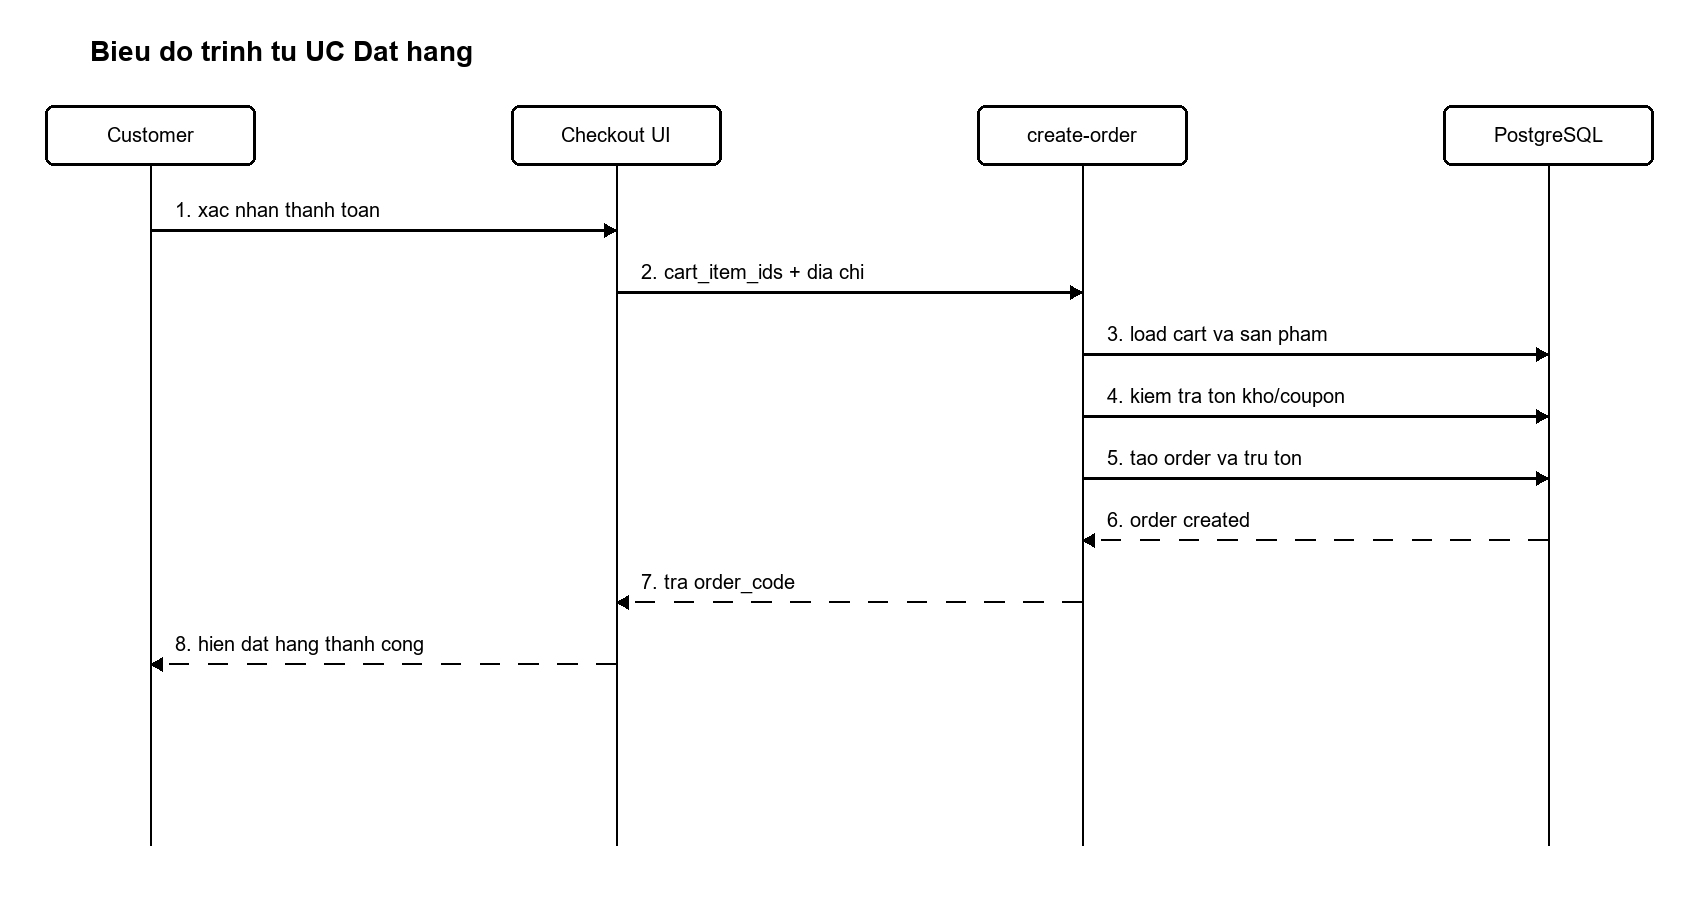 Bieu do trinh tu UC Dat hang
Customer
Checkout UI
create-order
PostgreSQL
1. xac nhan thanh toan
2. cart_item_ids + dia chi
3. load cart va san pham
4. kiem tra ton kho/coupon
5. tao order va tru ton
6. order created
7. tra order_code
8. hien dat hang thanh cong